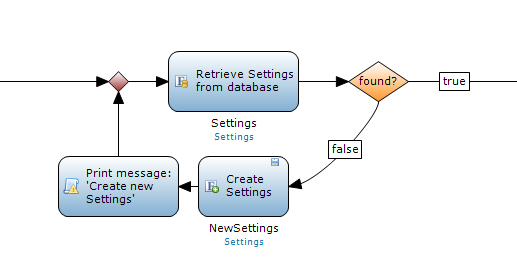 Retrieve Settings
from database
found?
true
Settings
Settings
false
Print message:
'Create new
Settings'
Create
Settings
NewSettings
Settings